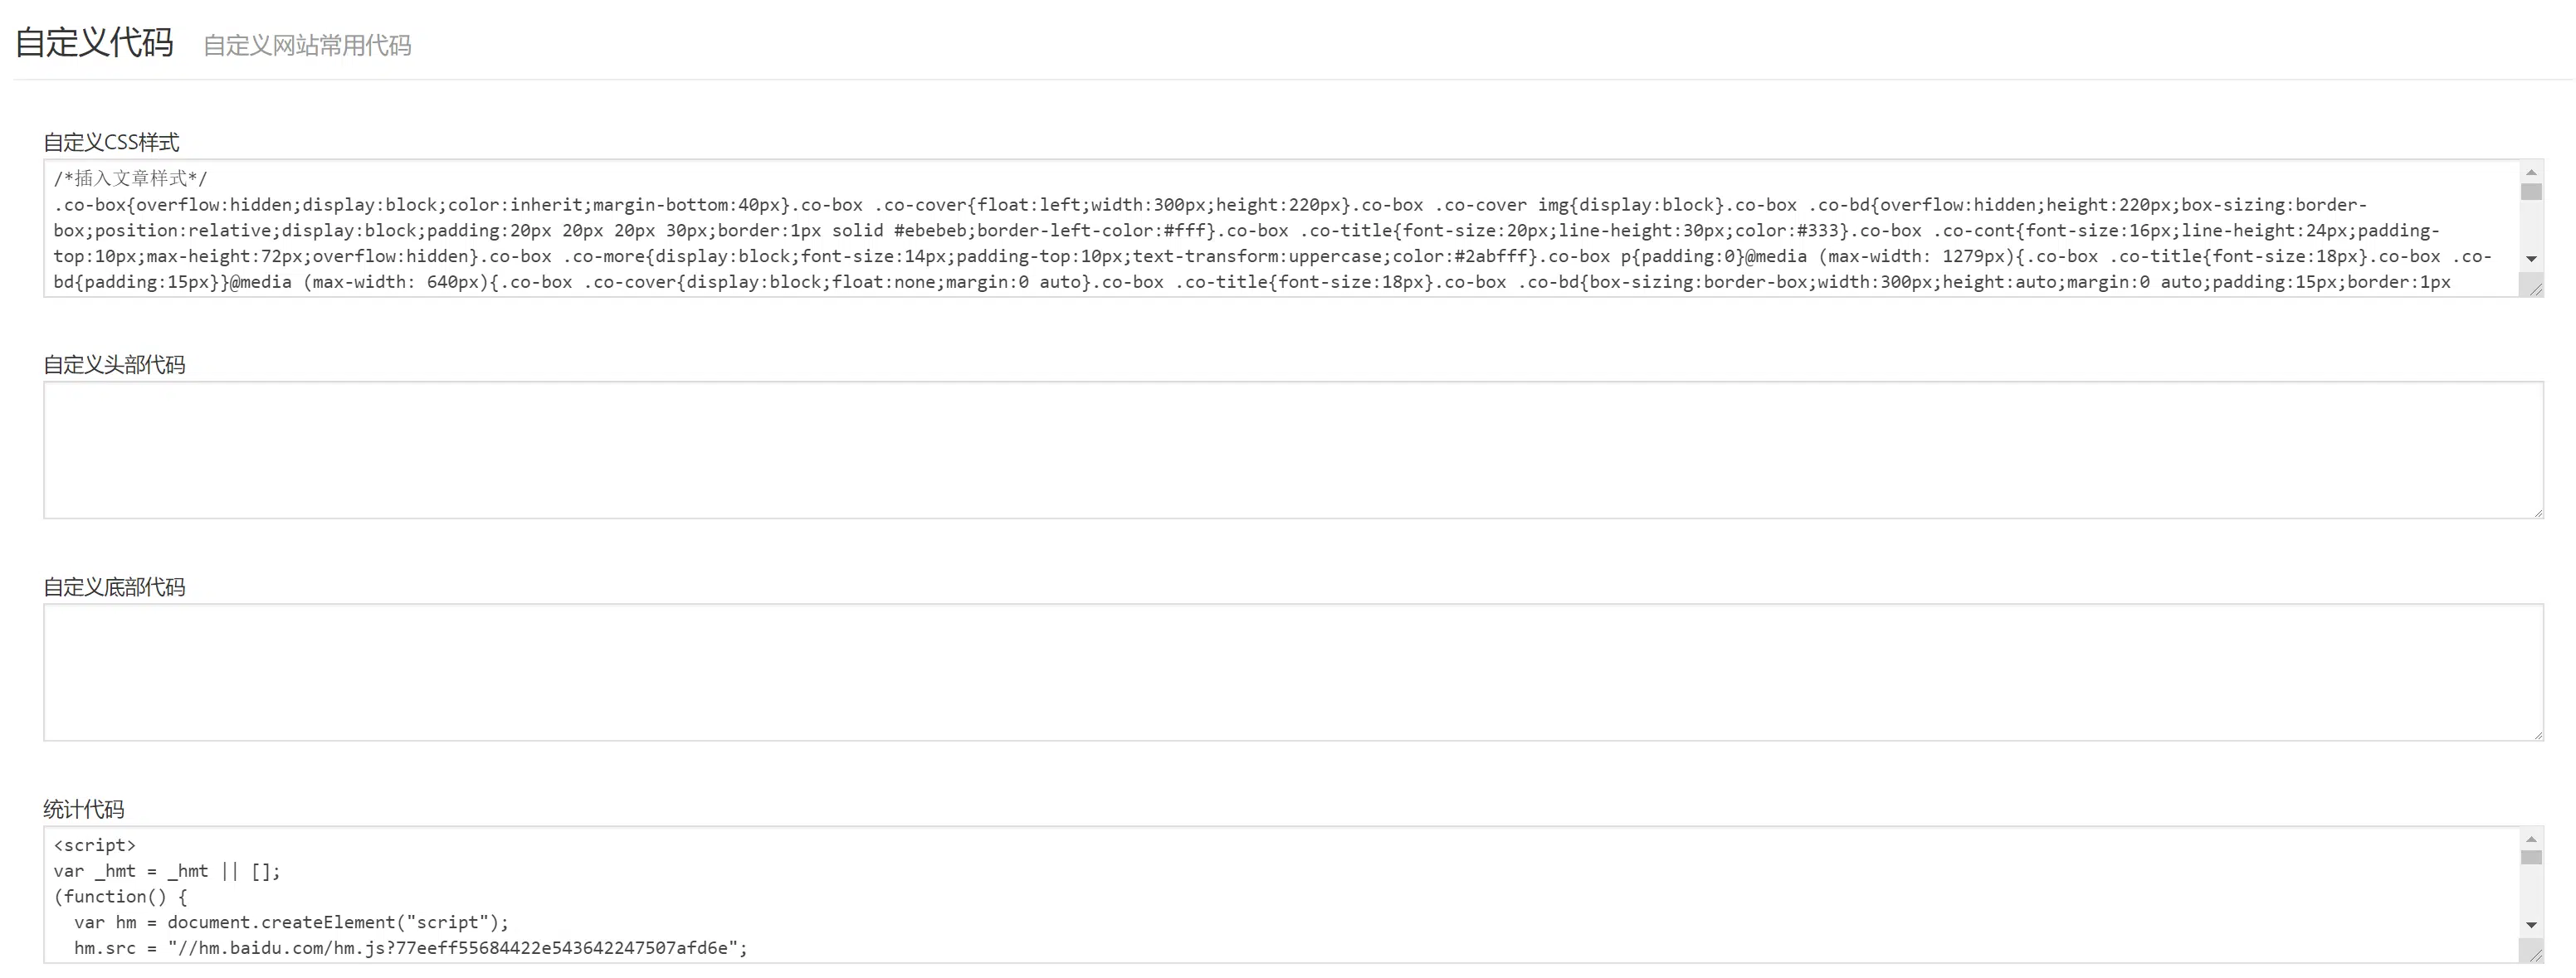 自定义代码 自定义网站常用代码
自定义CSS样式
/*插入文章样式*/
.co-box{overflow:hidden;display:block;color:inherit;margin-bottom:40px}.co-box .co-cover{float:left;width:300px;height:220px}.co-box .co-cover img{display:block}.co-box .co-bd{overflow:hidden;height:220px;box-sizing:border-
box;position:relative;display:block;padding:20px 20px 20px 30px;border:1px solid #ebebeb;border-left-color:#fff}.co-box .co-title{font-size:20px;line-height:30px;color:#333}.co-box .co-cont{font-size:16px;line-height:24px;padding-
top:10px;max-height:72px;overflow:hidden}.co-box .co-more{display:block;font-size:14px;padding-top:10px;text-transform:uppercase;color:#2abfff}.co-box p{padding:0}@media (max-width: 1279px){.co-box .co-title{font-size:18px}.co-box .co-
bd{padding:15px}}@media (max-width: 640px){.co-box .co-cover{display:block;float:none;margin:0 auto}.co-box .co-title{font-size:18px}.co-box .co-bd{box-sizing:border-box;width:300px;height:auto;margin:0 auto;padding:15px;border:1px
自定义头部代码
自定义底部代码
统计代码
<script>
var _hmt = _hmt || [];
(function() {
  var hm = document.createElement("script");
  hm.src = "//hm.baidu.com/hm.js?77eeff55684422e543642247507afd6e";